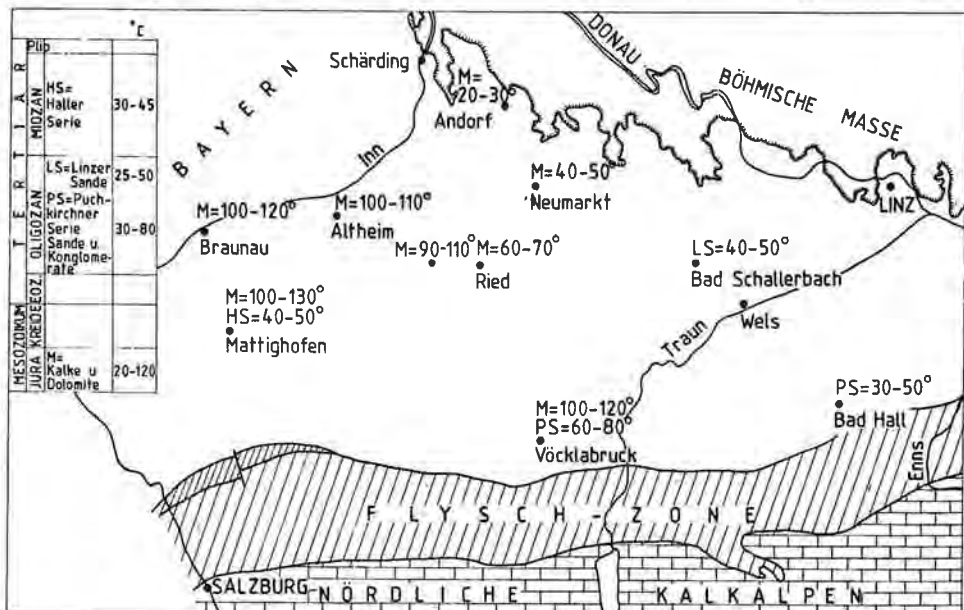 °C
TERTIAR
MIOZÄN
OLIGOZÄN
EOZ.
MESOZOIKUM
KREIDE
JURA
Plio
HS=
Haller
Serie
30-45
LS=Linzer
Sande
25-50
PS=Puch-
kirchner
Serie
Sande u.
Konglome-
rate
30-80
M=
Kalke u
Dolomite
20-120
BAYERN
Schärding
Inn
DONAU
BÖHMISCHE MASSE
M=
20-3
Andorf
M=40-50°
Neumarkt
LINZ
M=100-120°
Braunau
M=100-110°
Altheim
M=90-110°
M=60-70°
Ried
LS=40-50°
Bad Schallerbach
Wels
Traun
M=100-130°
HS=40-50°
Mattighofen
M=100-120°
PS=60-80°
Vöcklabruck
PS=30-50°
Bad Hall
Enns
FLYSCH-ZONE
SALZBURG
NÖRDLICHE KALKALPEN